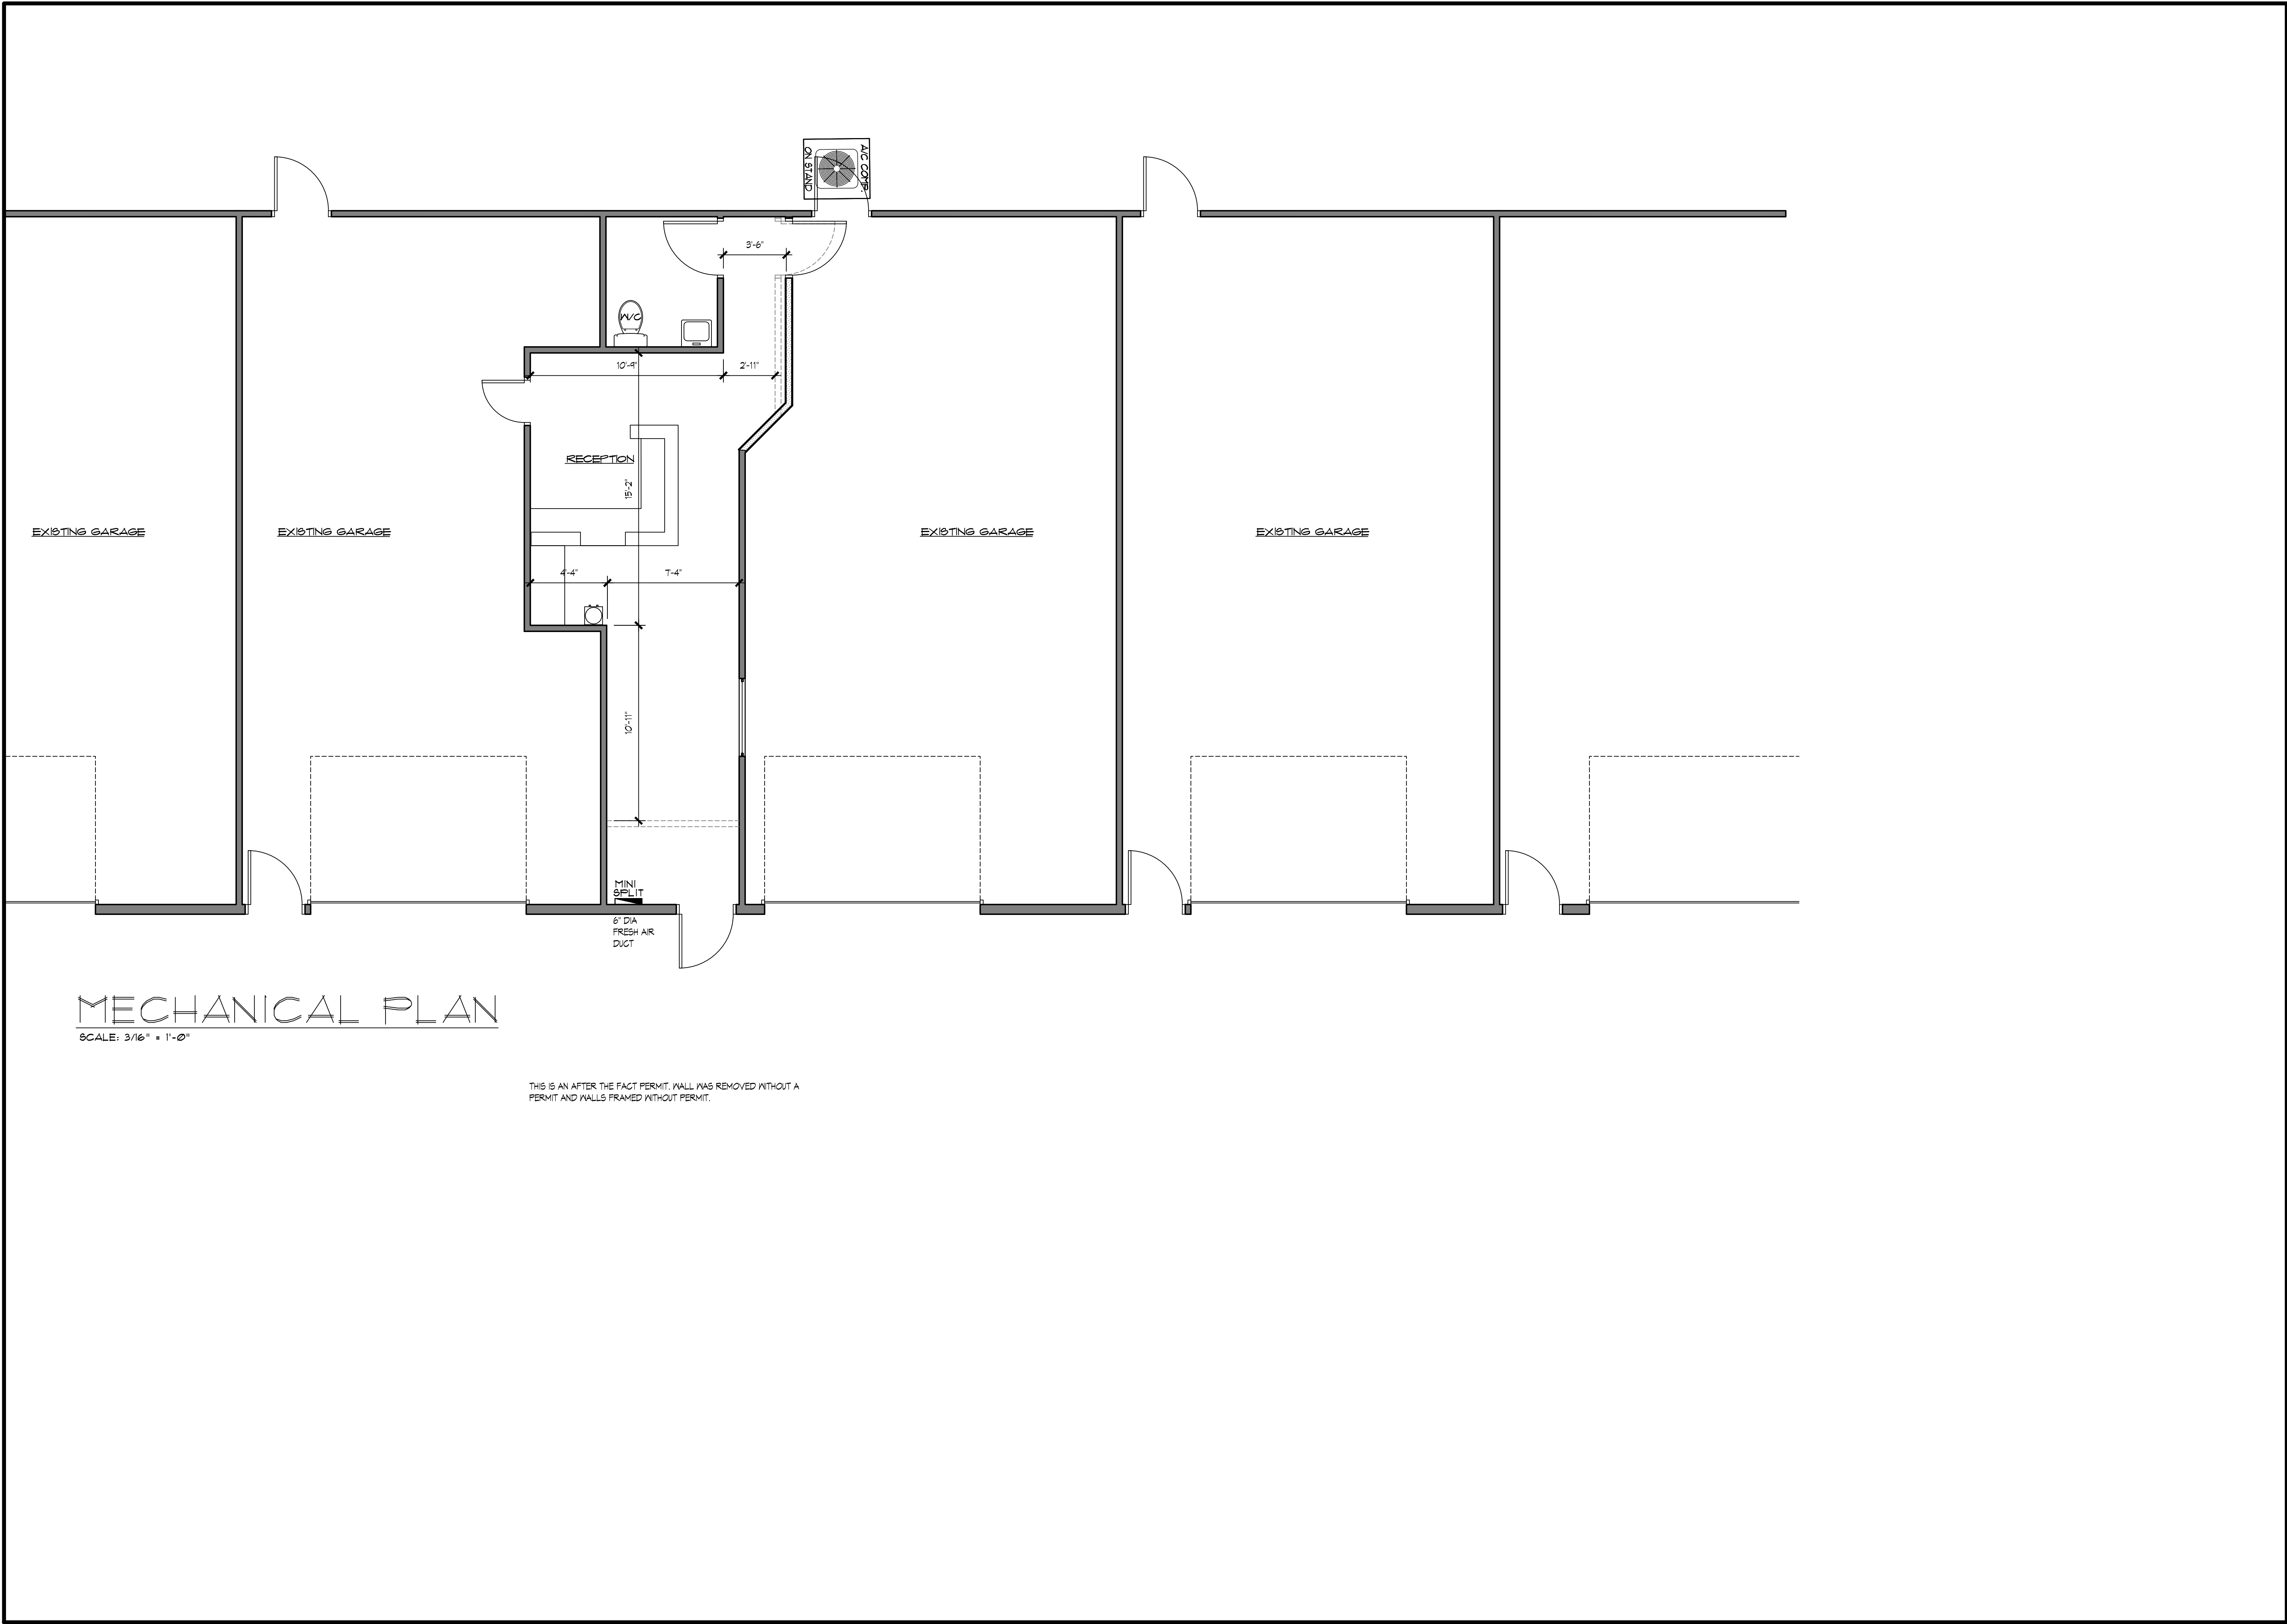 A/C COMP.
ON STAND
3'-6"
W/C
10'-9"
2'-11"
RECEPTION
15'-2"
EXISTING GARAGE
EXISTING GARAGE
EXISTING GARAGE
EXISTING GARAGE
4'-4"
7'-4"
10'-11"
MINI
SPLIT
6" DIA
FRESH AIR
DUCT
MECHANICAL PLAN
SCALE: 3/16" = 1'-0"
THIS IS AN AFTER THE FACT PERMIT. WALL WAS REMOVED WITHOUT A
PERMIT AND WALLS FRAMED WITHOUT PERMIT.